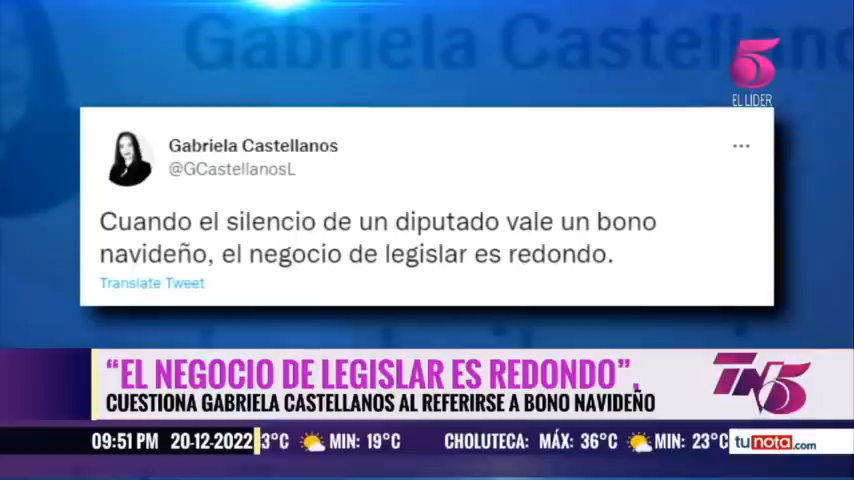 Gabriela Castellano
5
EL LÍDER
Gabriela Castellanos
@GCastellanosL
Cuando el silencio de un diputado vale un bono
navideño, el negocio de legislar es redondo.
Translate Tweet
“EL NEGOCIO DE LEGISLAR ES REDONDO”.
CUESTIONA GABRIELA CASTELLANOS AL REFERIRSE A BONO NAVIDEÑO
TN5
09:51 PM 20-12-2022 3°C MIN: 19°C CHOLUTECA: MÁX: 36°C MIN: 23°C tunota.com